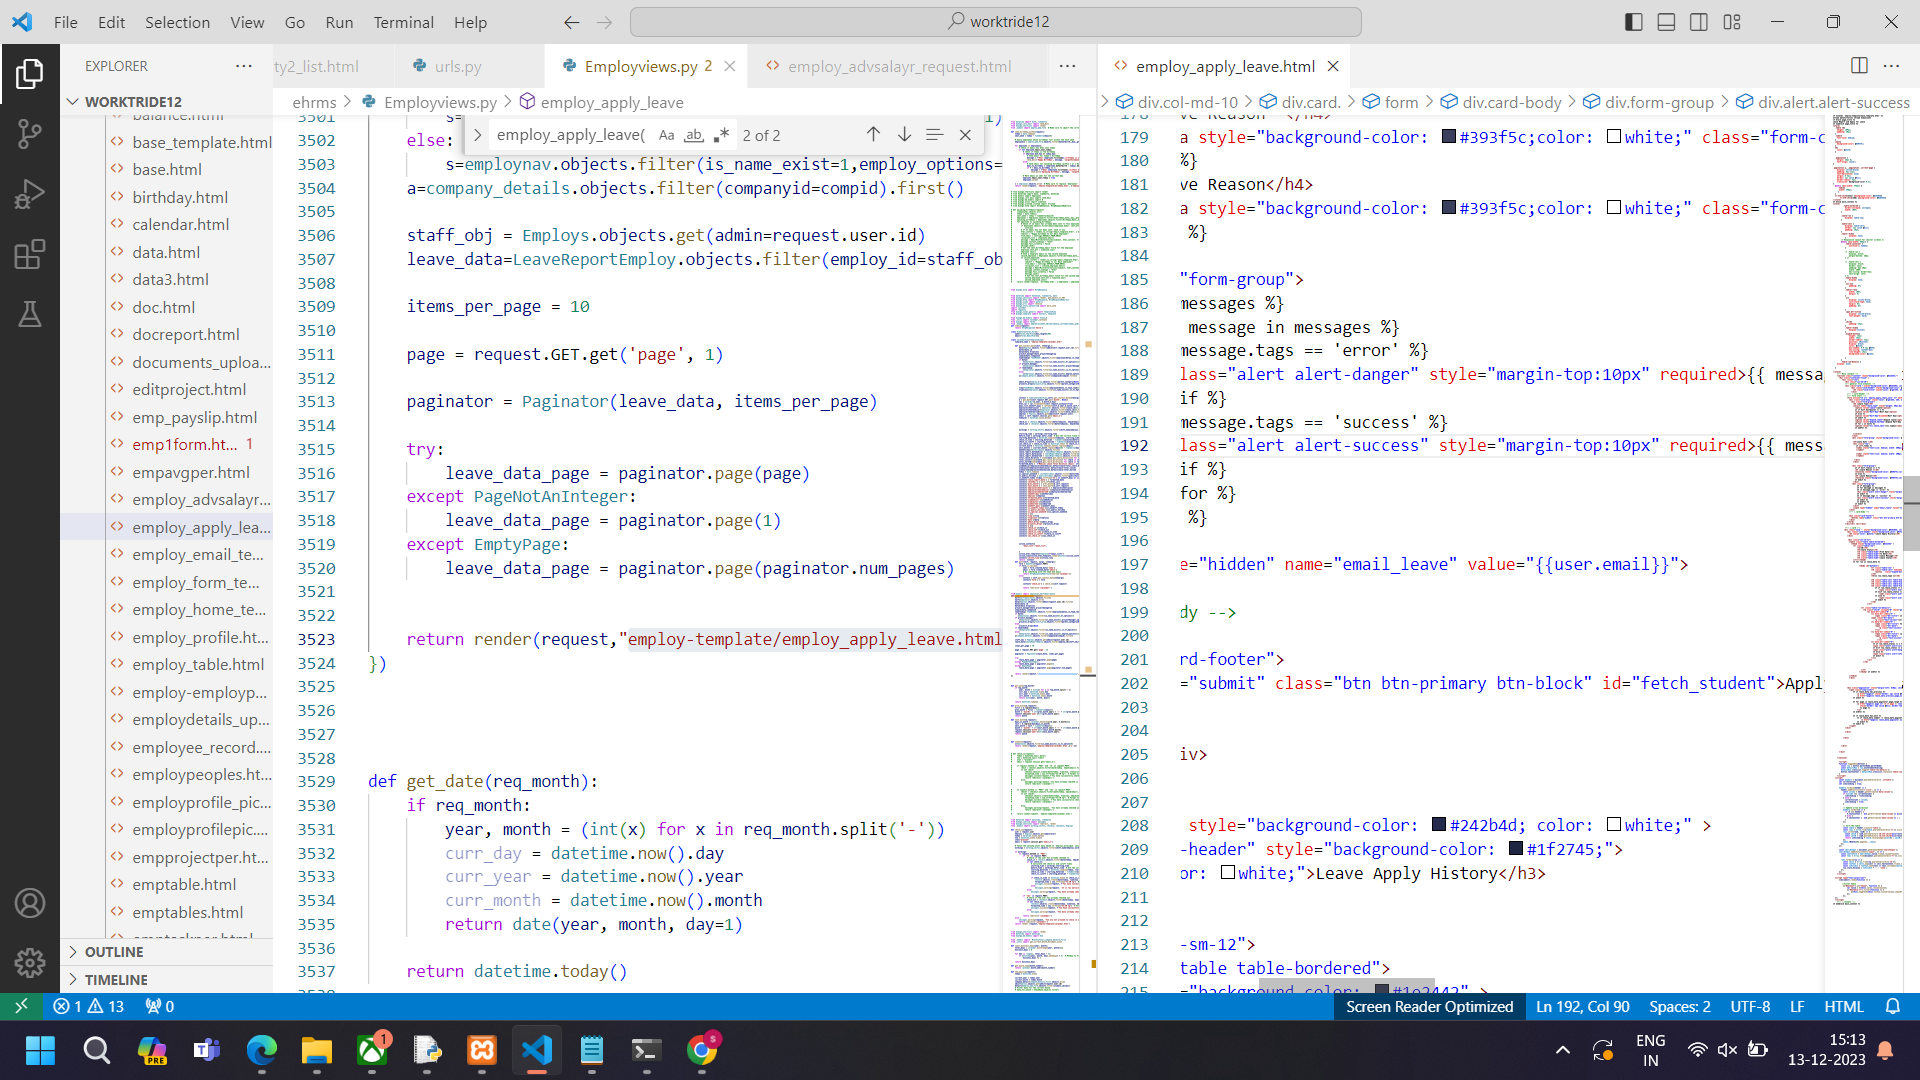 File Edit Selection View Go Run Terminal Help
worktride12
EXPLORER
WORKTRIDE12
balance.html
base_template.html
base.html
birthday.html
calendar.html
data.html
data3.html
doc.html
docreport.html
documents_uploa...
editproject.html
emp_payslip.html
emp1form.ht... 1
empavgper.html
employ_advsalayr...
employ_apply_lea...
employ_email_te...
employ_form_te...
employ_home_te...
employ_profile.ht...
employ_table.html
employ-employp...
employdetails_up...
employee_record....
employpeoples.ht...
employprofile_pic...
employprofilepic....
empprojectper.ht...
emptable.html
emptables.html
OUTLINE
TIMELINE
ty2_list.html urls.py Employviews.py 2 employ_advsalayr_request.html
ehrms > Employviews.py > employ_apply_leave
employ_apply_leave( Aa ab 2 of 2
3501 s=
3502 else:
3503 s=employnav.objects.filter(is_name_exist=1,employ_options=
3504 a=company_details.objects.filter(companyid=compid).first()
3505
3506 staff_obj = Employs.objects.get(admin=request.user.id)
3507 leave_data=LeaveReportEmploy.objects.filter(employ_id=staff_ob
3508
3509 items_per_page = 10
3510
3511 page = request.GET.get('page', 1)
3512
3513 paginator = Paginator(leave_data, items_per_page)
3514
3515 try:
3516 leave_data_page = paginator.page(page)
3517 except PageNotAnInteger:
3518 leave_data_page = paginator.page(1)
3519 except EmptyPage:
3520 leave_data_page = paginator.page(paginator.num_pages)
3521
3522
3523 return render(request,"employ-template/employ_apply_leave.html
3524 })
3525
3526
3527
3528
3529 def get_date(req_month):
3530 if req_month:
3531 year, month = (int(x) for x in req_month.split('-'))
3532 curr_day = datetime.now().day
3533 curr_year = datetime.now().year
3534 curr_month = datetime.now().month
3535 return date(year, month, day=1)
3536
3537 return datetime.today()
3538
employ_apply_leave.html
> div.col-md-10 > div.card. > form > div.card-body > div.form-group > div.alert.alert-success
178 ve Reason </h4>
179 a style="background-color: #393f5c;color: white;" class="form-c
180 %}
181 ve Reason</h4>
182 a style="background-color: #393f5c;color: white;" class="form-c
183 %}
184
185 "form-group">
186 messages %}
187 message in messages %}
188 message.tags == 'error' %}
189 lass="alert alert-danger" style="margin-top:10px" required>{{ messag
190 if %}
191 message.tags == 'success' %}
192 lass="alert alert-success" style="margin-top:10px" required>{{ messa
193 if %}
194 for %}
195 %}
196
197 e="hidden" name="email_leave" value="{{user.email}}">
198
199 dy -->
200
201 rd-footer">
202 ="submit" class="btn btn-primary btn-block" id="fetch_student">Appl
203
204
205 iv>
206
207
208 style="background-color: #242b4d; color: white;" >
209 -header" style="background-color: #1f2745;">
210 or: white;">Leave Apply History</h3>
211
212
213 -sm-12">
214 table table-bordered">
215 ="background-color: #1e2442" >
1 13 0
Screen Reader Optimized Ln 192, Col 90 Spaces: 2 UTF-8 LF HTML
PRE
1
S
ENG
IN
15:13
13-12-2023